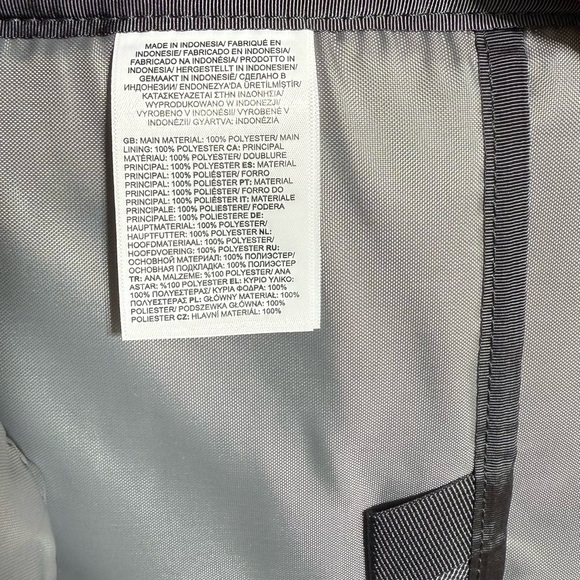 MADE IN INDONESIA/ FABRIQUÉ EN
INDONESIE/ FABRICADO EN INDONESIA/
FABRICADO NA INDONÉSIA/ PRODOTTO IN
INDONESIA/ HERGESTELLT IN INDONESIEN/
GEMAAKT IN INDONESIË/ СДЕЛАНО В
ИНДОНЕЗИИ/ ENDONEZYA'DA ÜRETİLMİŞTİR/
ΚΑΤΑΣΚΕΥΑΖΕΤΑΙ ΣΤΗΝ ΙΝΔΟΝΗΣΙΑ/
WYPRODUKOWANO W INDONEZJI/
VYROBENO V INDONÉSII/ VYROBENÉ V
INDONÉZII/ GYÁRTVA: INDONÉZIA
GB: MAIN MATERIAL: 100% POLYESTER/ MAIN
LINING: 100% POLYESTER CA: PRINCIPAL
MATÉRIAU: 100% POLYESTER/ DOUBLURE
PRINCIPAL: 100% POLYESTER ES: MATERIAL
PRINCIPAL: 100% POLIÉSTER/ FORRO
PRINCIPAL: 100% POLIÉSTER PT: MATERIAL
PRINCIPAL: 100% POLIÉSTER/ FORRO DO
PRINCIPAL: 100% POLIÉSTER IT: MATERIALE
PRINCIPALE: 100% POLIESTERE/ FODERA
PRINCIPALE: 100% POLIESTERE DE:
HAUPTMATERIAL: 100% POLYESTER/
HAUPTFUTTER: 100% POLYESTER NL:
HOOFDMATERIAAL: 100% POLYESTER/
HOOFDVOERING: 100% POLYESTER RU:
ОСНОВНОЙ МАТЕРИАЛ: 100% ПОЛИЭСТЕР/
ОСНОВНАЯ ПОДКЛАДКА: 100% ПОЛИЭСТЕР
TR: ANA MALZEME: %100 POLYESTER/ ANA
ASTAR: %100 POLYESTER EL: ΚΥΡΙΟ ΥΛΙΚΟ:
100% ΠΟΛΥΕΣΤΕΡΑΣ/ ΚΥΡΙΑ ΦΟΔΡΑ: 100%
ΠΟΛΥΕΣΤΕΡΑΣ PL: GŁÓWNY MATERIAŁ: 100%
POLIESTER/ PODSZEWKA GŁÓWNA: 100%
POLIESTER CZ: HLAVNÍ MATERIÁL: 100%